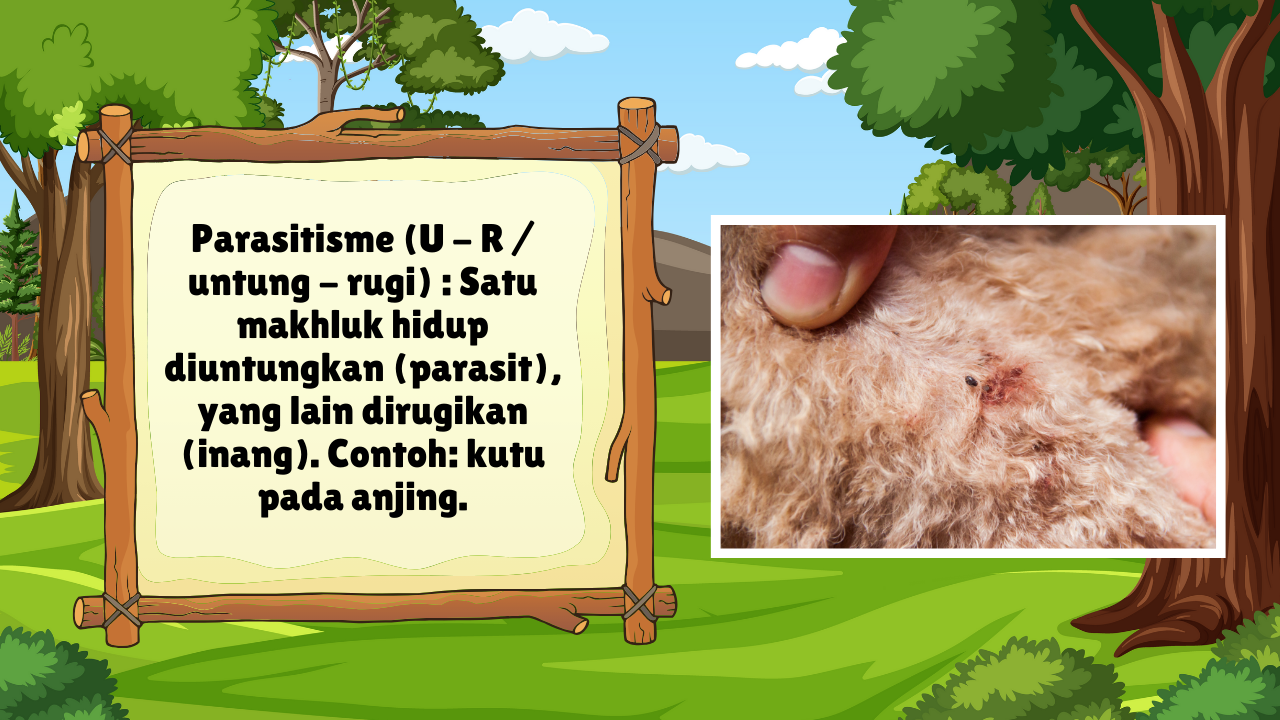 Parasitisme (U – R /
untung – rugi) : Satu
makhluk hidup
diuntungkan (parasit),
yang lain dirugikan
(inang). Contoh: kutu
pada anjing.